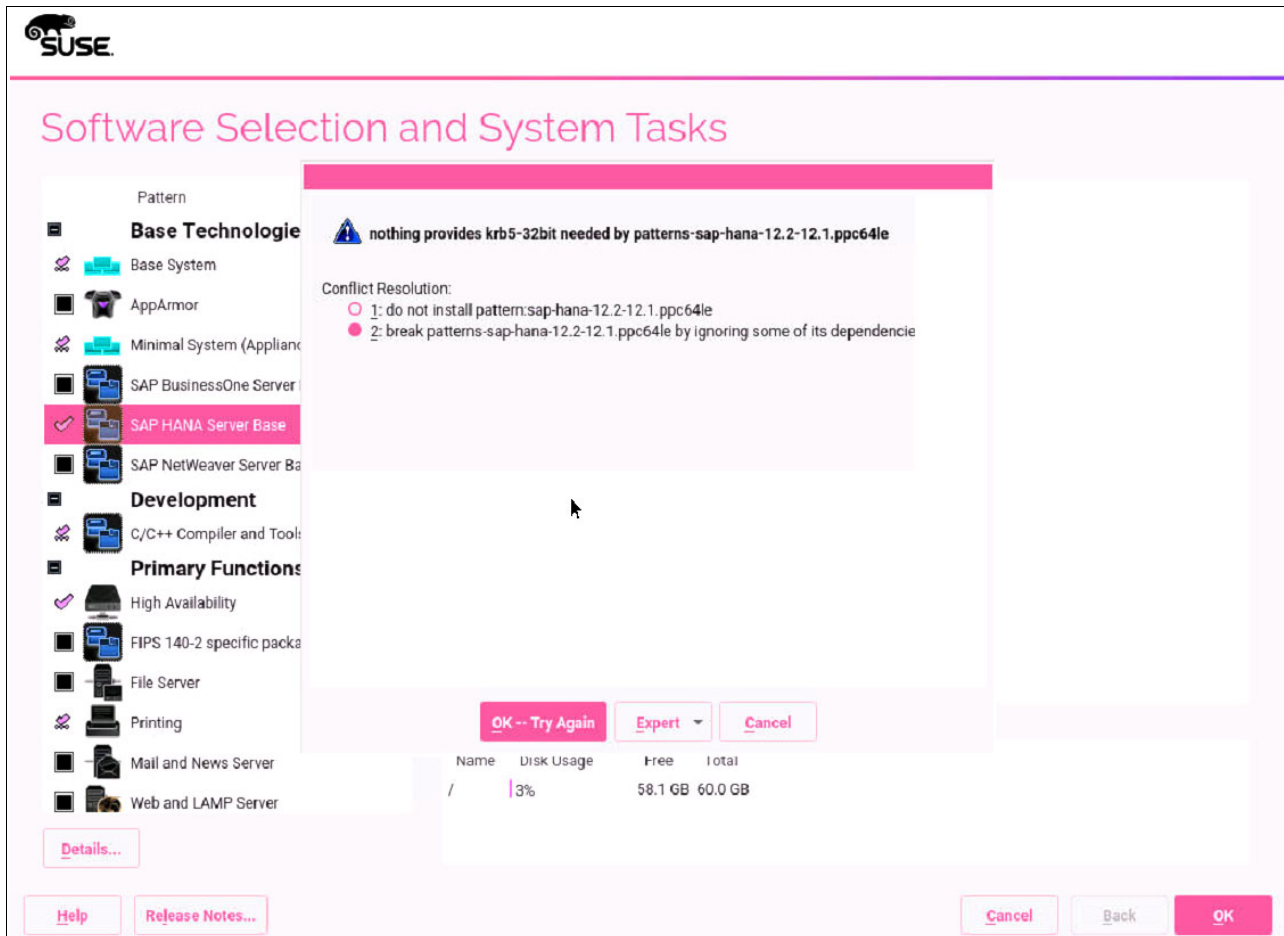 SUSE.
Software Selection and System Tasks
Pattern
Base Technologie
Base System
AppArmor
Minimal System (Applianc
SAP BusinessOne Server
SAP HANA Server Base
SAP NetWeaver Server Ba
Development
C/C++ Compiler and Tools
Primary Functions
High Availability
FIPS 140-2 specific packa
File Server
Printing
Mail and News Server
Web and LAMP Server
Details...
nothing provides krb5-32bit needed by patterns-sap-hana-12.2-12.1.ppc64le
Conflict Resolution:
1: do not install pattern:sap-hana-12.2-12.1.ppc64le
2: break patterns-sap-hana-12.2-12.1.ppc64le by ignoring some of its dependencie
OK -- Try Again Expert Cancel
Name Disk Usage Free Total
/ 3% 58.1 GB 60.0 GB
Help Release Notes... Cancel Back OK